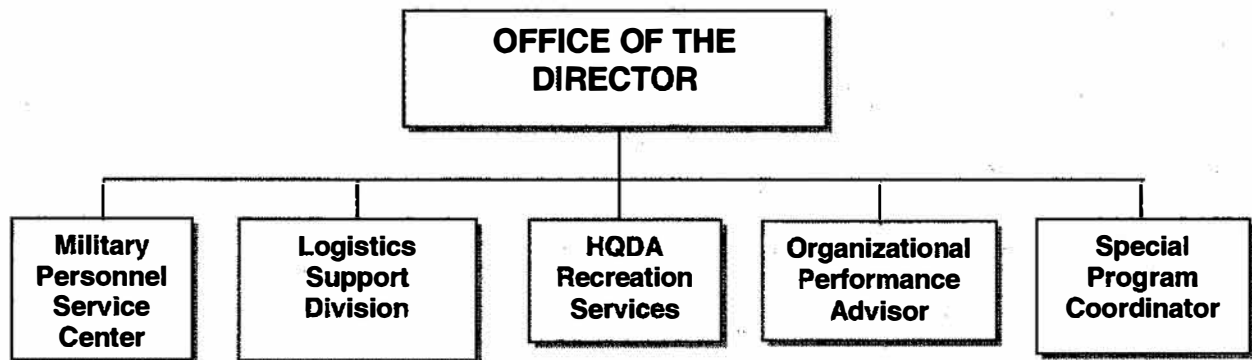 OFFICE OF THE
DIRECTOR
Military
Personnel
Service
Center
Logistics
Support
Division
HQDA
Recreation
Services
Organizational
Performance
Advisor
Special
Program
Coordinator